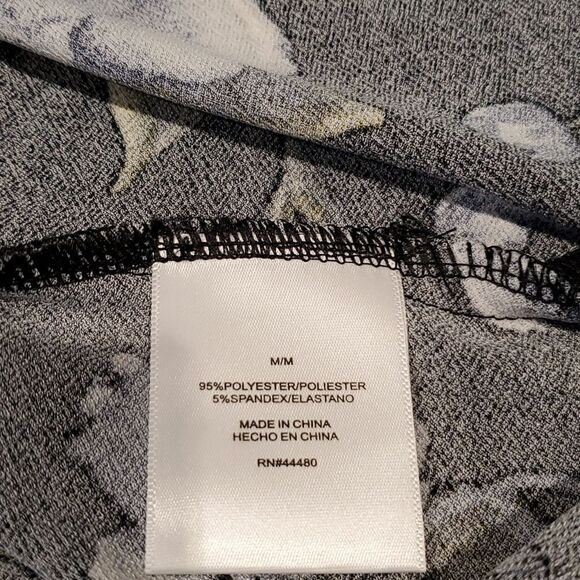 M/M
95%POLYESTER/POLIESTER
5%SPANDEX/ELASTANO
MADE IN CHINA
HECHO EN CHINA
RN#44480